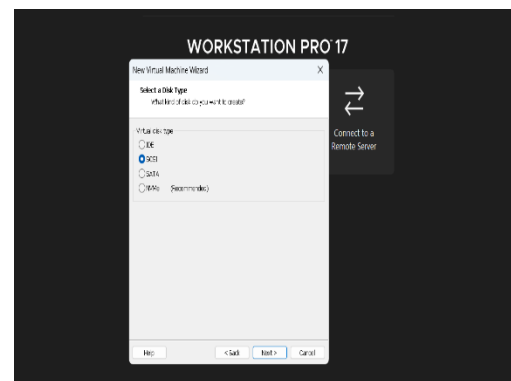 WORKSTATION PRO™ 17
New Virtual Machine Wizard
X
Select a Disk Type
What kind of disk do you want to create?
Virtual disk type
IDE
SCSI
SATA
NVMe (Recommended)
Connect to a
Remote Server
Help
< Back
Next >
Cancel